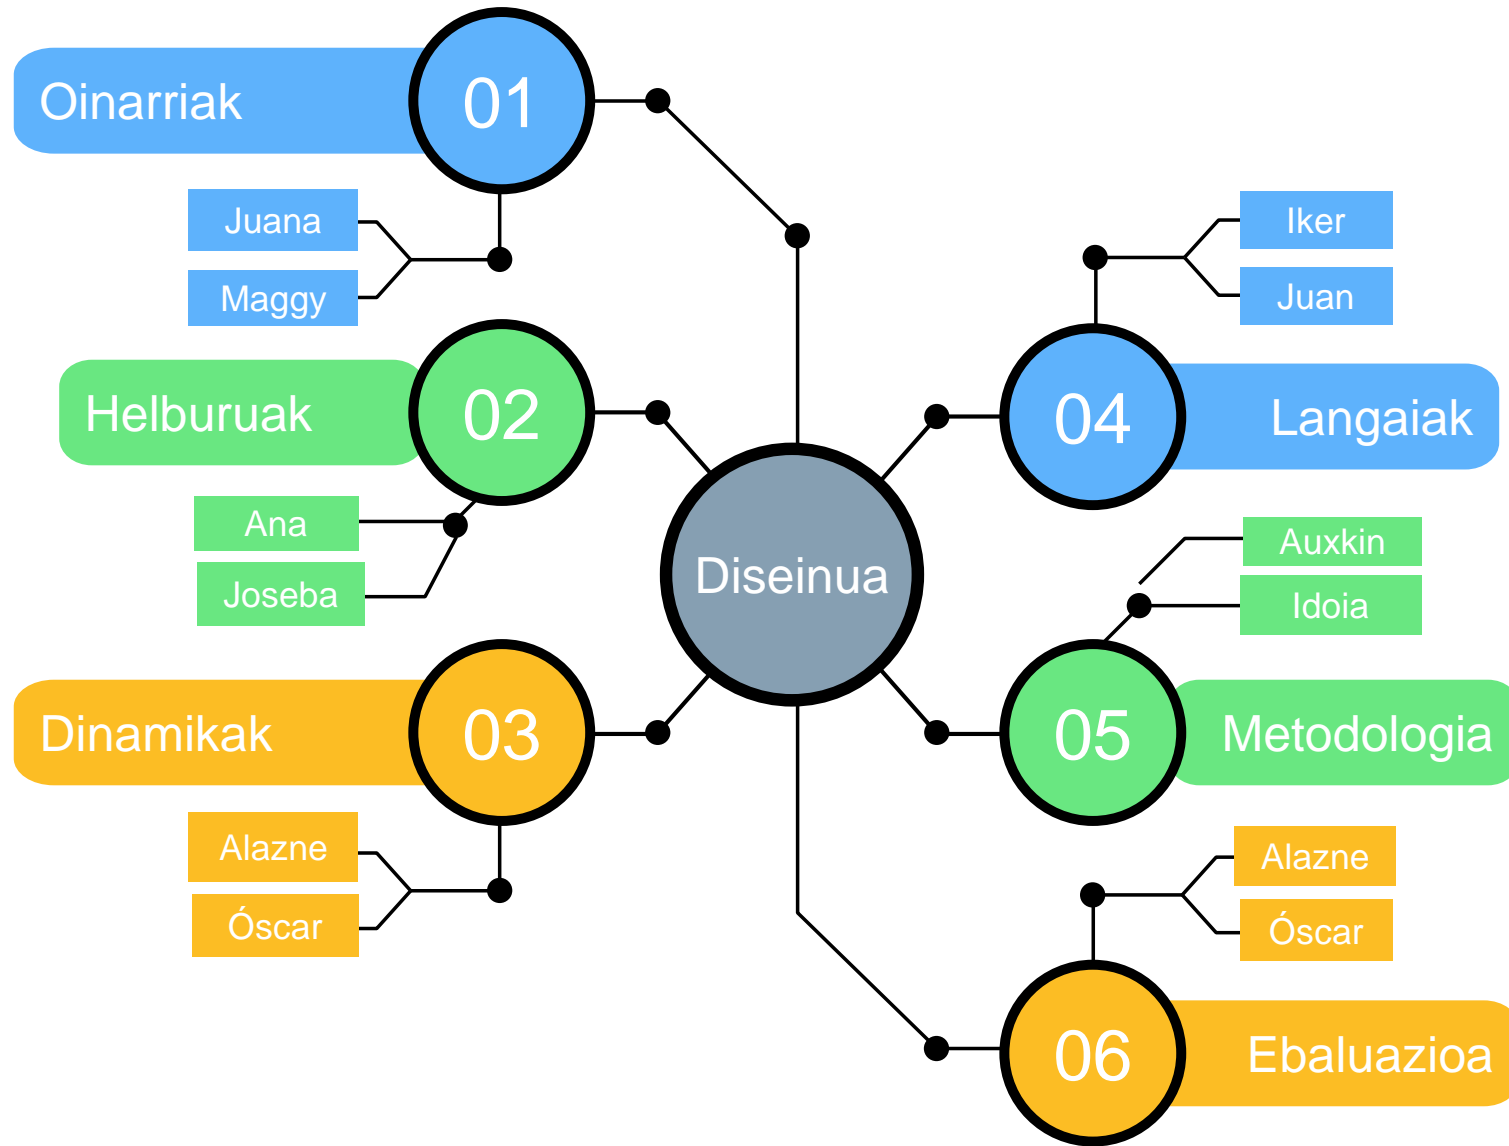 Oinarriak
01
Juana
Maggy
Helburuak
02
Ana
Joseba
Dinamikak
03
Alazne
Óscar
Diseinua
Iker
Juan
04
Langaiak
Auxkin
Idoia
05
Metodologia
Alazne
Óscar
06
Ebaluazioa